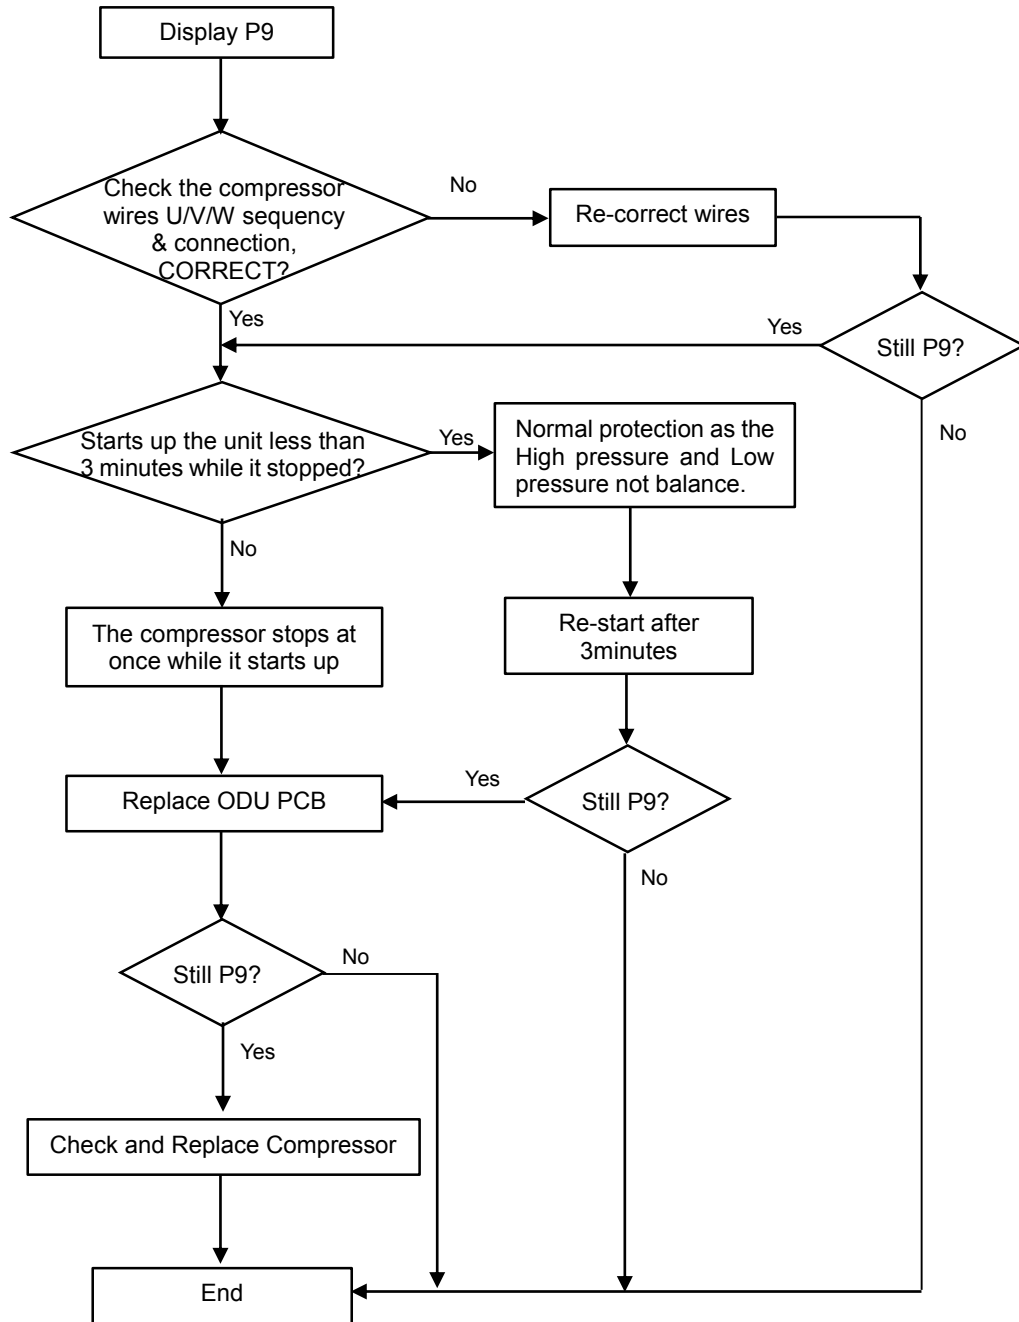 Display P9
Check the compressor
wires U/V/W sequency
& connection,
CORRECT?
No
Re-correct wires
Yes
Yes
Still P9?
No
Starts up the unit less than
3 minutes while it stopped?
Yes
Normal protection as the
High pressure and Low
pressure not balance.
No
The compressor stops at
once while it starts up
Re-start after
3minutes
Replace ODU PCB
Yes
Still P9?
No
Still P9?
No
Yes
Check and Replace Compressor
End